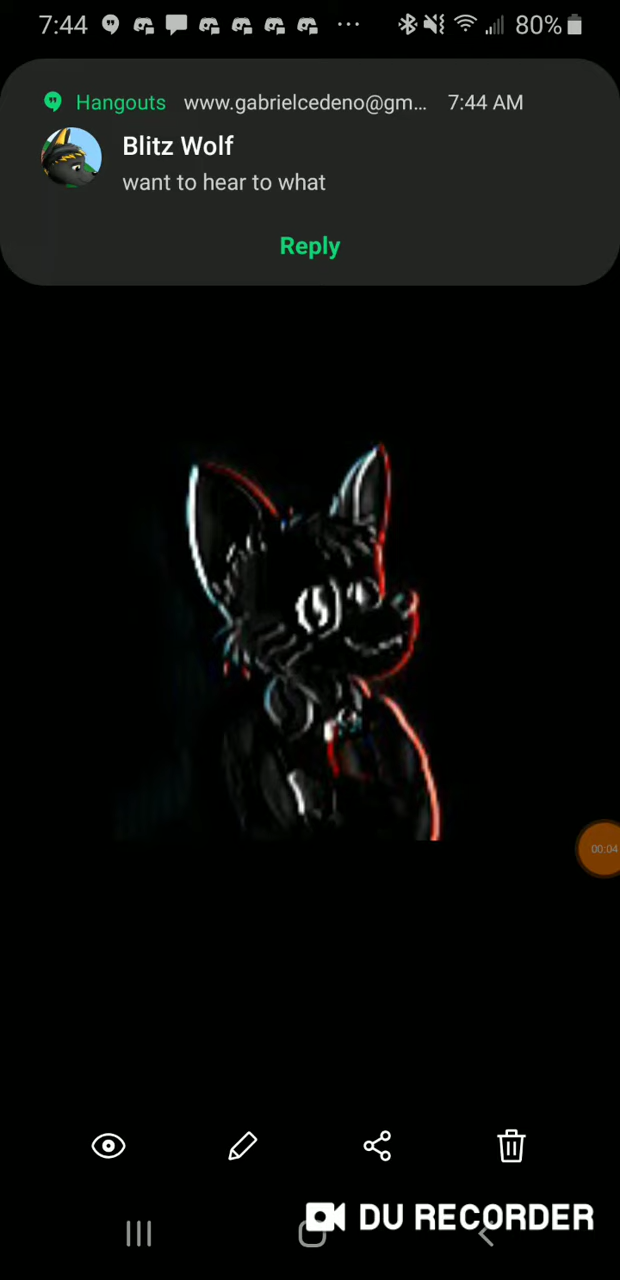 7:44 80%
Hangouts www.gabrielcedeno@gm... 7:44 AM
Blitz Wolf
want to hear to what
Reply
00:04
DU RECORDER